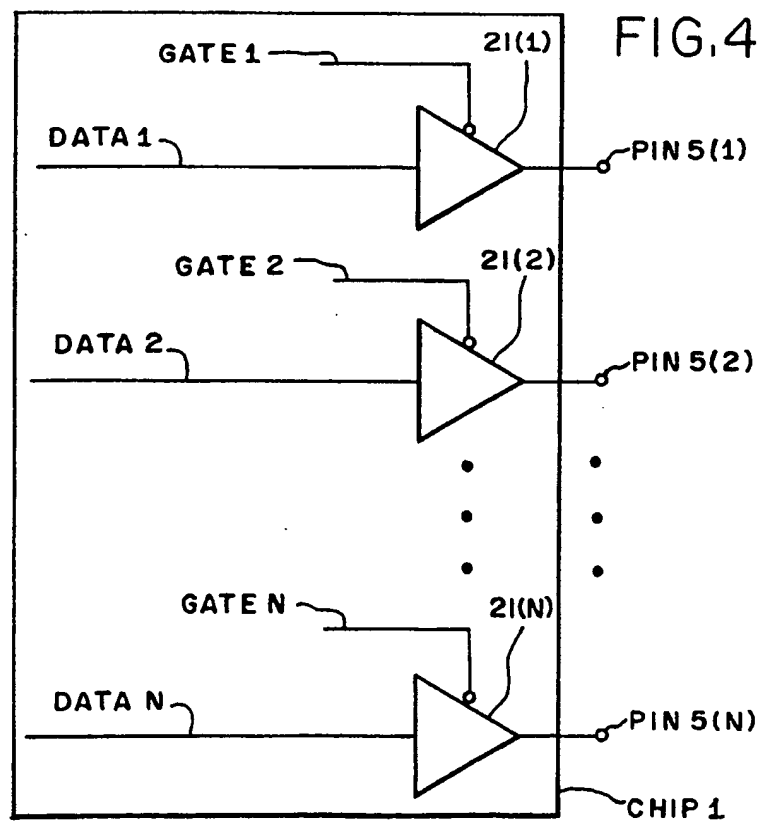 FIG.4
GATE 1
21(1)
DATA 1
PIN 5(1)
GATE 2
21(2)
DATA 2
PIN 5(2)
GATE N
21(N)
DATA N
PIN 5(N)
CHIP 1